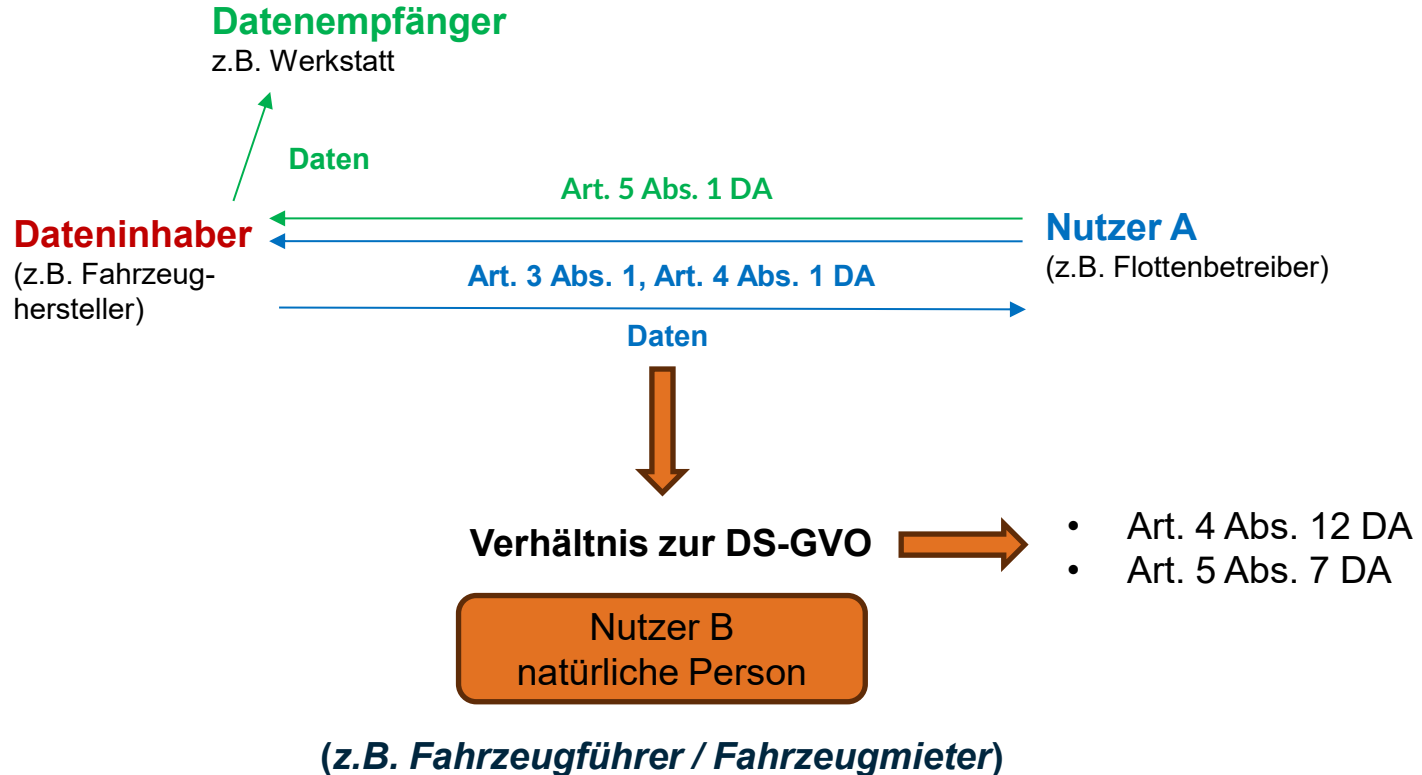 Datenempfänger
z.B. Werkstatt
Daten
Art. 5 Abs. 1 DA
Dateninhaber
(z.B. Fahrzeug-
hersteller)
Nutzer A
(z.B. Flottenbetreiber)
Art. 3 Abs. 1, Art. 4 Abs. 1 DA
Daten
Verhältnis zur DS-GVO
• Art. 4 Abs. 12 DA
• Art. 5 Abs. 7 DA
Nutzer B
natürliche Person
(z.B. Fahrzeugführer / Fahrzeugmieter)